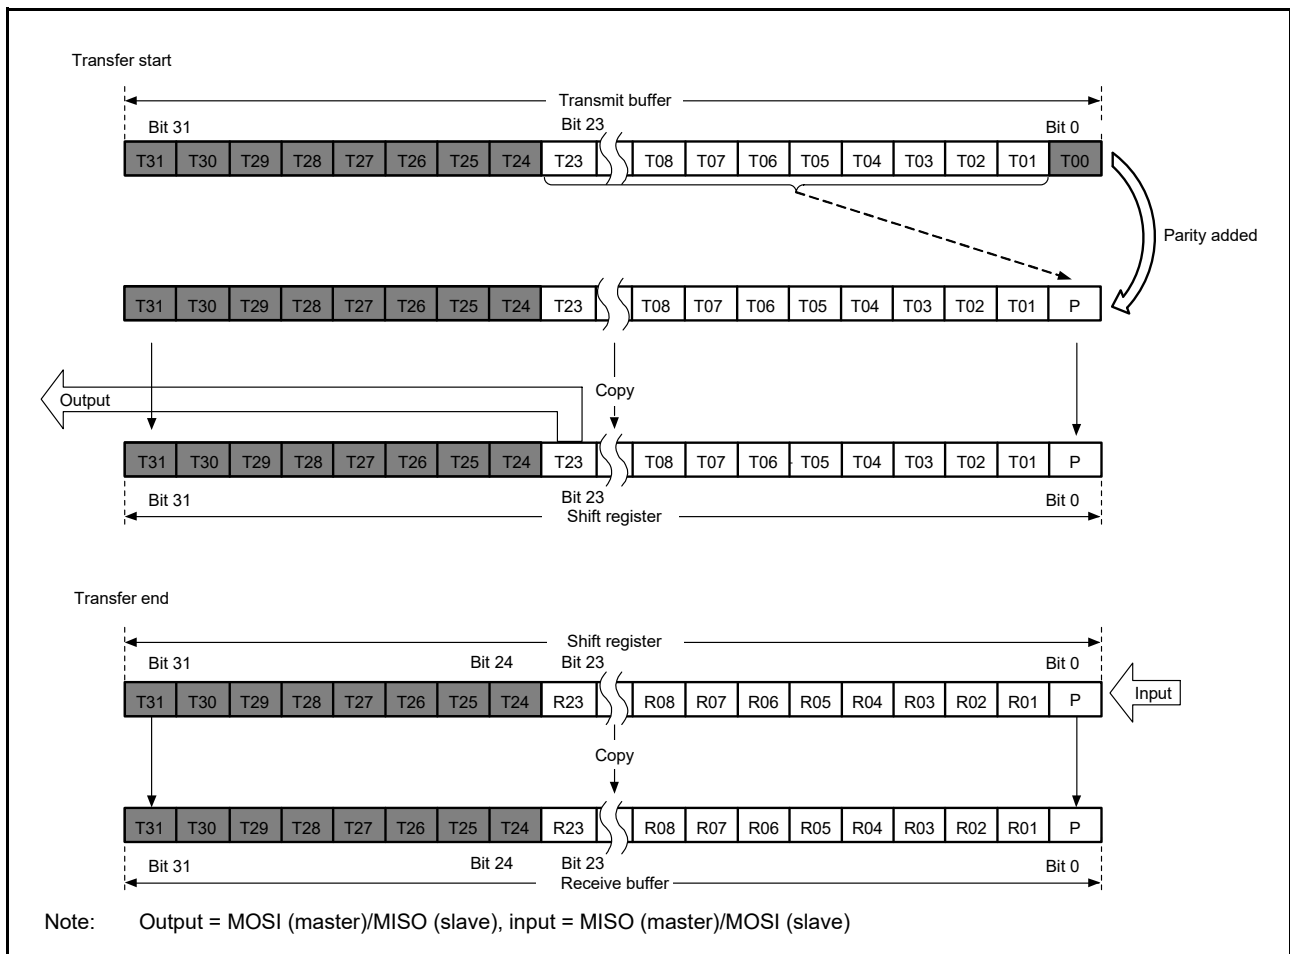 Transfer start
Transmit buffer
Bit 31 Bit 23 Bit 0
T31 T30 T29 T28 T27 T26 T25 T24 T23 T08 T07 T06 T05 T04 T03 T02 T01 T00
Parity added
T31 T30 T29 T28 T27 T26 T25 T24 T23 T08 T07 T06 T05 T04 T03 T02 T01 P
Copy
Output
T31 T30 T29 T28 T27 T26 T25 T24 T23 T08 T07 T06 T05 T04 T03 T02 T01 P
Bit 31 Bit 23 Bit 0
Shift register
Transfer end
Shift register
Bit 31 Bit 24 Bit 23 Bit 0
T31 T30 T29 T28 T27 T26 T25 T24 R23 R08 R07 R06 R05 R04 R03 R02 R01 P
Input
Copy
T31 T30 T29 T28 T27 T26 T25 T24 R23 R08 R07 R06 R05 R04 R03 R02 R01 P
Bit 31 Bit 24 Bit 23 Bit 0
Receive buffer
Note: Output = MOSI (master)/MISO (slave), input = MISO (master)/MOSI (slave)